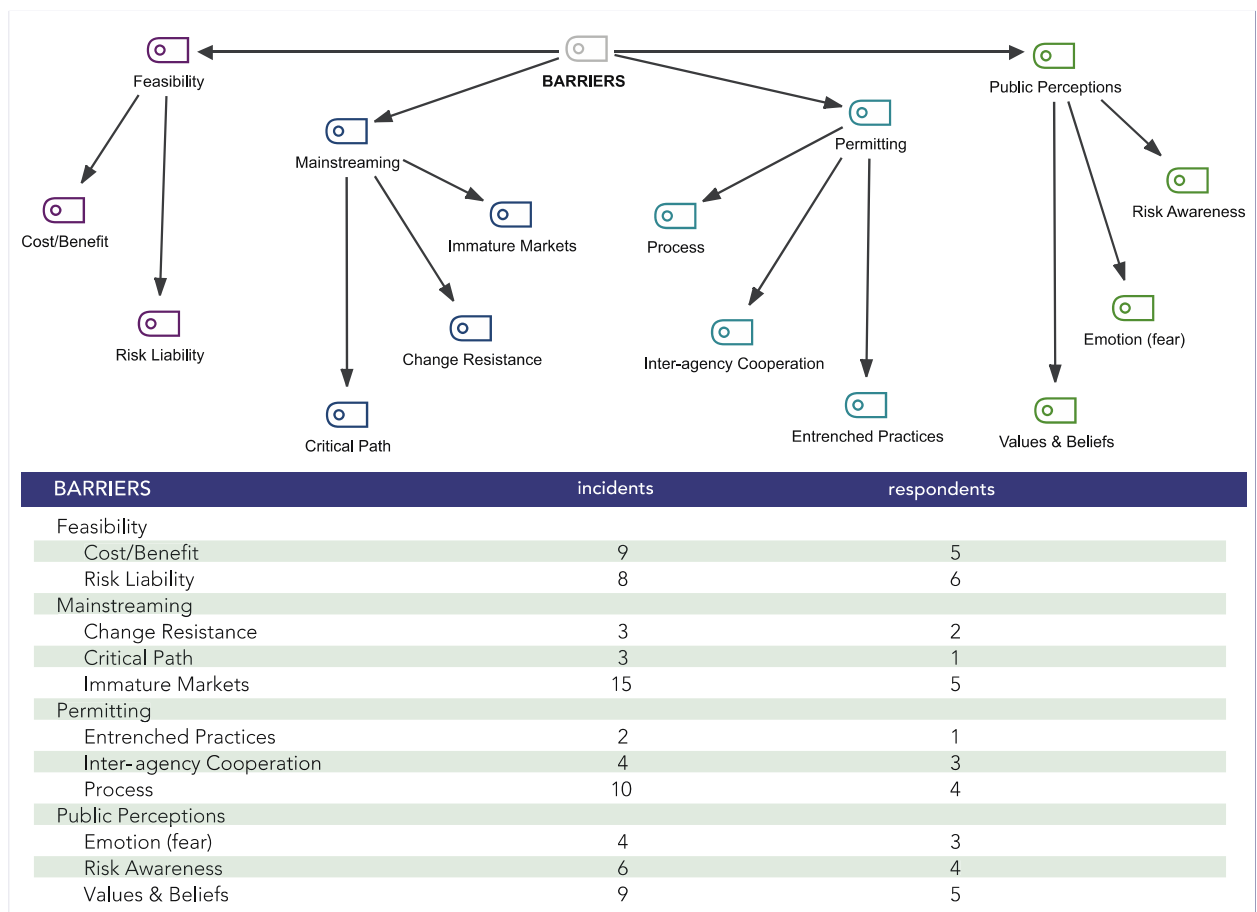 BARRIERS
Feasibility
Public Perceptions
Mainstreaming
Permitting
Cost/Benefit
Immature Markets
Process
Risk Awareness
Risk Liability
Change Resistance
Inter-agency Cooperation
Emotion (fear)
Critical Path
Entrenched Practices
Values & Beliefs
BARRIERS incidents respondents
Feasibility
Cost/Benefit 9 5
Risk Liability 8 6
Mainstreaming
Change Resistance 3 2
Critical Path 3 1
Immature Markets 15 5
Permitting
Entrenched Practices 2 1
Inter-agency Cooperation 4 3
Process 10 4
Public Perceptions
Emotion (fear) 4 3
Risk Awareness 6 4
Values & Beliefs 9 5